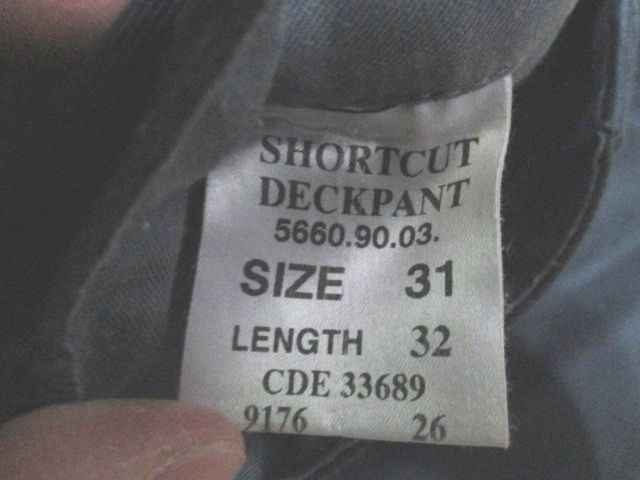 SHORTCUT
DECKPANT
5660.90.03.
SIZE 31
LENGTH 32
CDE 33689
9176 26